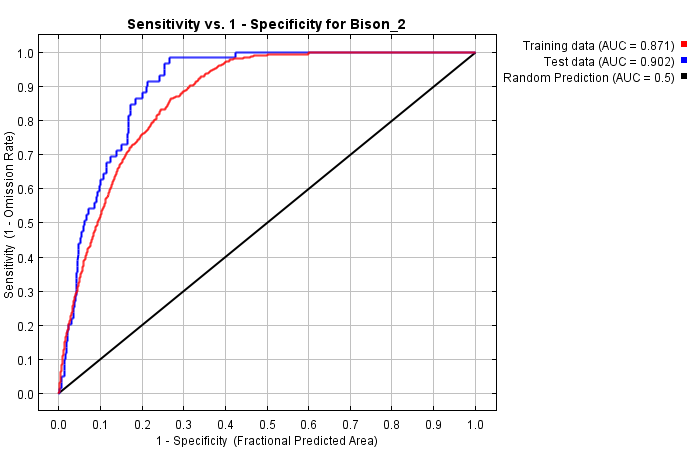 Sensitivity vs. 1 - Specificity for Bison_2
Training data (AUC = 0.871)
Test data (AUC = 0.902)
Random Prediction (AUC = 0.5)
Sensitivity (1 - Omission Rate)
1.0
0.9
0.8
0.7
0.6
0.5
0.4
0.3
0.2
0.1
0.0
0.0 0.1 0.2 0.3 0.4 0.5 0.6 0.7 0.8 0.9 1.0
1 - Specificity (Fractional Predicted Area)